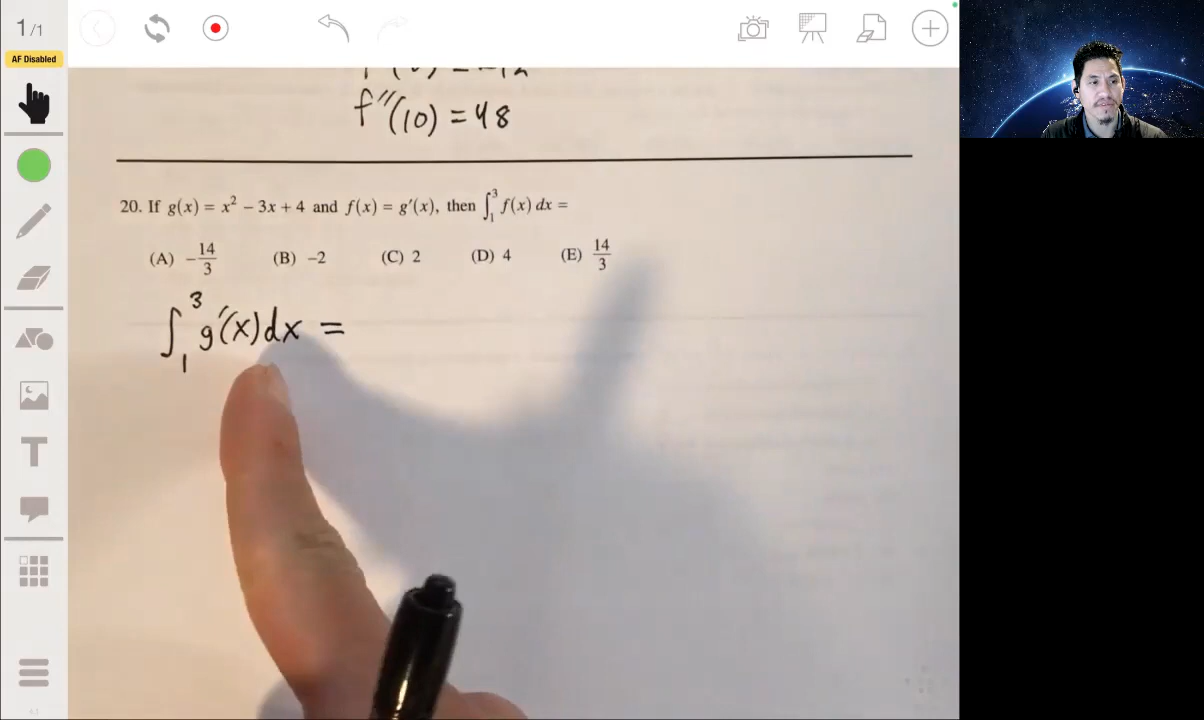 1/1
AF Disabled
f''(10) = 48
20. If g(x) = x² − 3x + 4 and f(x) = g′(x), then ∫₁³ f(x) dx =
(A) −14/3 (B) −2 (C) 2 (D) 4 (E) 14/3
∫₁³ g′(x)dx =
T